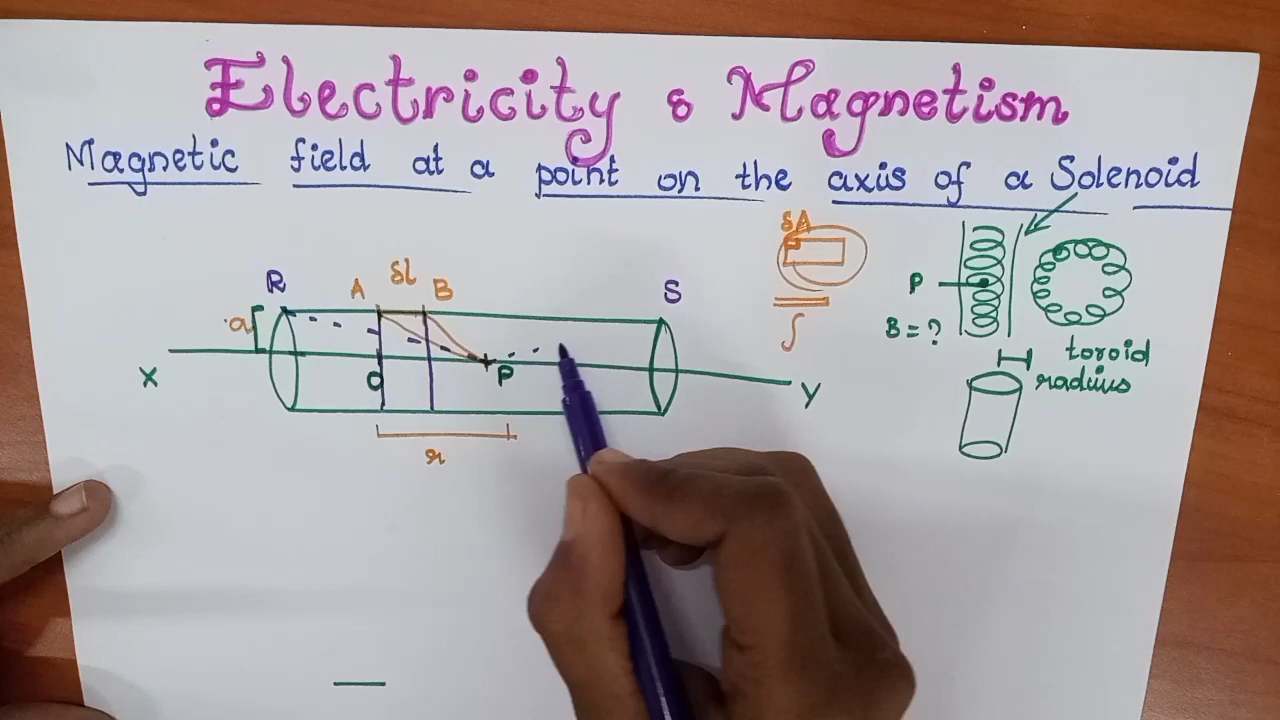 Electricity & Magnetism
Magnetic field at a point on the axis of a Solenoid
δA
∫
P
B = ?
toroid
radius
R
A
δl
B
S
a
X
O
P
Y
r